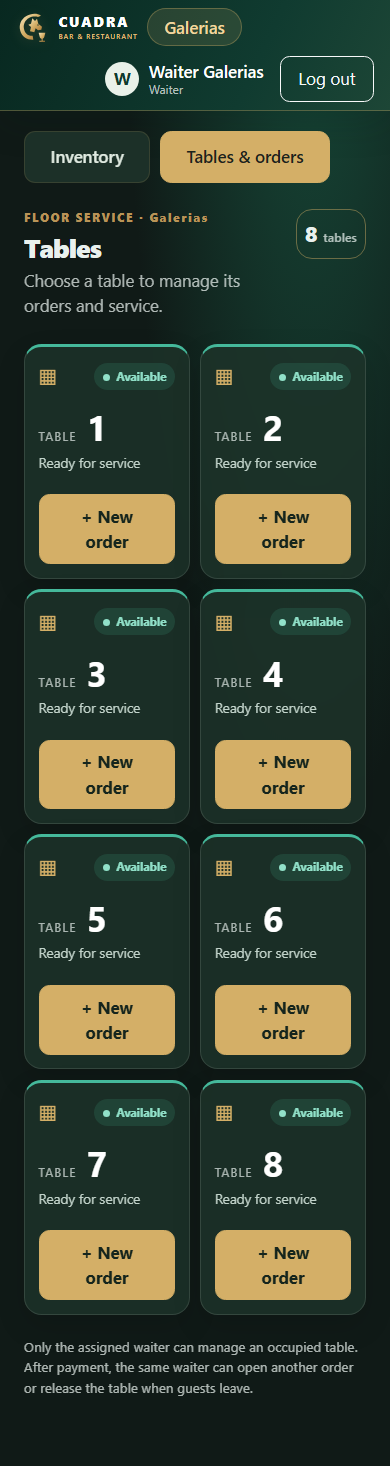 CUADRA
BAR & RESTAURANT
Galerias
W
Waiter Galerias
Waiter
Log out
Inventory
Tables & orders
FLOOR SERVICE · Galerias
Tables
8 tables
Choose a table to manage its
orders and service.
Available
TABLE 1
Ready for service
+ New
order
Available
TABLE 2
Ready for service
+ New
order
Available
TABLE 3
Ready for service
+ New
order
Available
TABLE 4
Ready for service
+ New
order
Available
TABLE 5
Ready for service
+ New
order
Available
TABLE 6
Ready for service
+ New
order
Available
TABLE 7
Ready for service
+ New
order
Available
TABLE 8
Ready for service
+ New
order
Only the assigned waiter can manage an occupied table.
After payment, the same waiter can open another order
or release the table when guests leave.